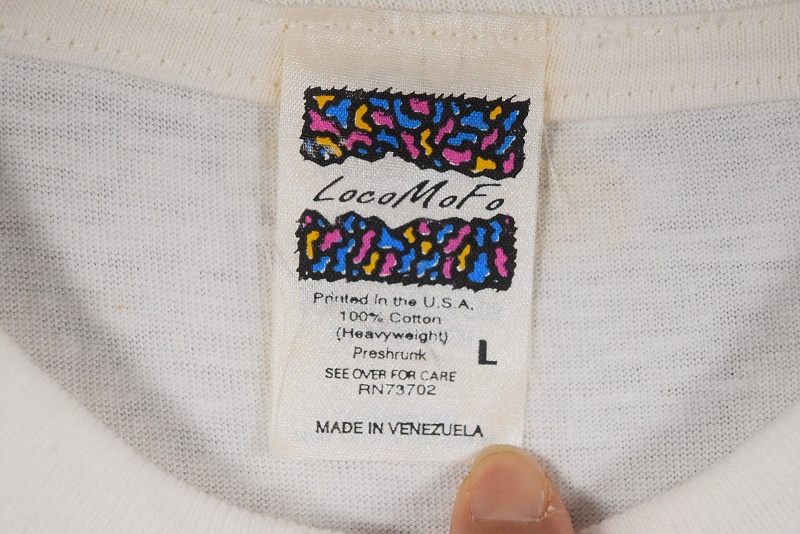 LocoMoFo
Printed in the U.S.A.
100% Cotton
(Heavyweight)
Preshrunk
L
SEE OVER FOR CARE
RN73702
MADE IN VENEZUELA